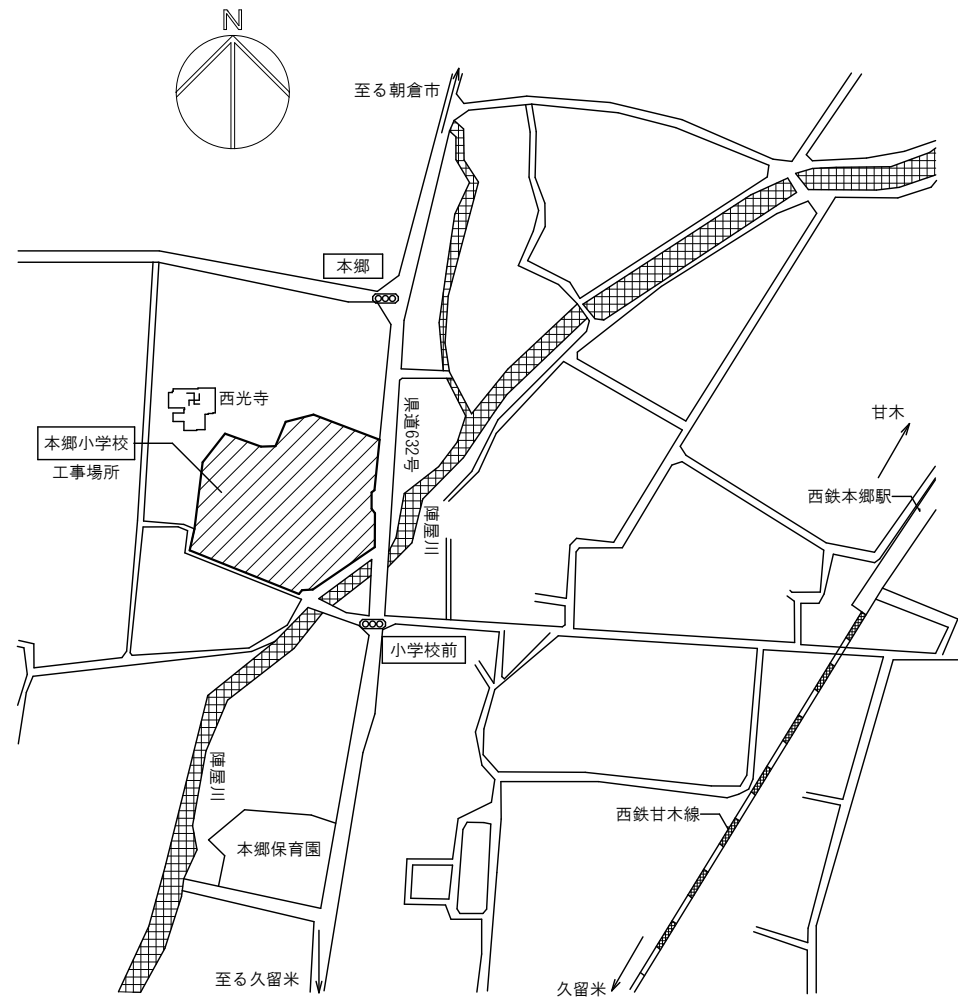 N
至る朝倉市
本郷
西光寺
本郷小学校
工事場所
県道632号
甘木
西鉄本郷駅
陣屋川
小学校前
陣屋川
西鉄甘木線
本郷保育園
至る久留米
久留米